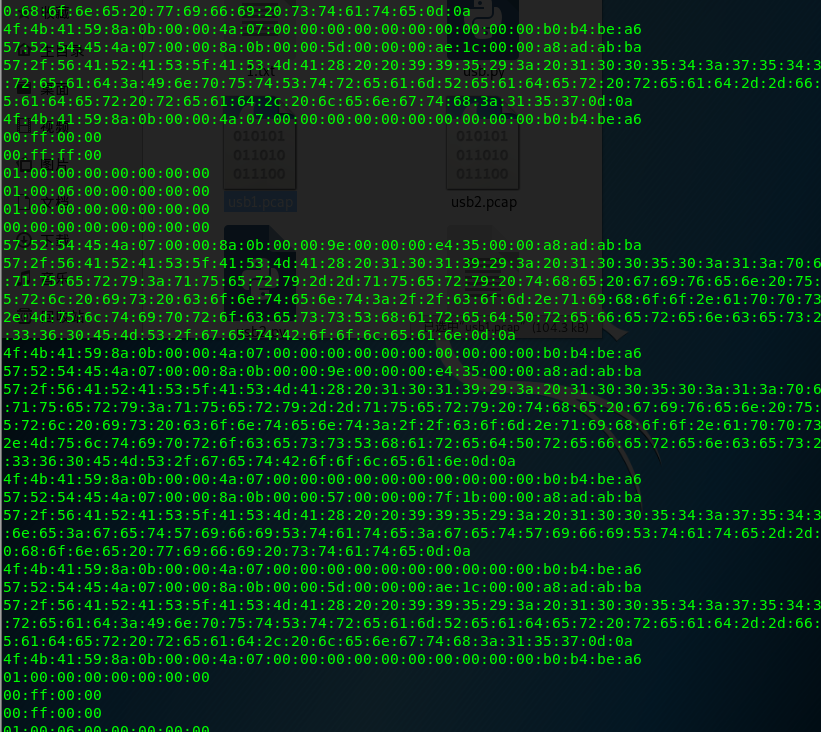 0:68:6f:6e:65:20:77:69:66:69:20:73:74:61:74:65:0d:0a
4f:4b:41:59:8a:0b:00:00:4a:07:00:00:00:00:00:00:00:00:00:00:b0:b4:be:a6
57:52:54:45:4a:07:00:00:8a:0b:00:00:5d:00:00:00:ae:1c:00:00:a8:ad:ab:ba
57:2f:56:41:52:41:53:5f:41:53:4d:41:28:20:20:39:39:35:29:3a:20:31:30:30:35:34:3a:37:35:34:3
:72:65:61:64:3a:49:6e:70:75:74:53:74:72:65:61:6d:52:65:61:64:65:72:20:72:65:61:64:2d:2d:66:
5:61:64:65:72:20:72:65:61:64:2c:20:6c:65:6e:67:74:68:3a:31:35:37:0d:0a
4f:4b:41:59:8a:0b:00:00:4a:07:00:00:00:00:00:00:00:00:00:00:b0:b4:be:a6
00:ff:00:00
00:ff:ff:00
01:00:00:00:00:00:00:00
01:00:06:00:00:00:00:00
01:00:00:00:00:00:00:00
00:00:00:00:00:00:00:00
57:52:54:45:4a:07:00:00:8a:0b:00:00:9e:00:00:00:e4:35:00:00:a8:ad:ab:ba
57:2f:56:41:52:41:53:5f:41:53:4d:41:28:20:31:30:31:39:29:3a:20:31:30:30:35:30:3a:31:3a:70:6
:71:75:65:72:79:3a:71:75:65:72:79:2d:2d:71:75:65:72:79:20:74:68:65:20:67:69:76:65:6e:20:75:
5:72:6c:20:69:73:20:63:6f:6e:74:65:6e:74:3a:2f:2f:63:6f:6d:2e:71:69:68:6f:6f:2e:61:70:70:73
2e:4d:75:6c:74:69:70:72:6f:63:65:73:73:53:68:61:72:65:64:50:72:65:66:65:72:65:6e:63:65:73:2
:33:36:30:45:4d:53:2f:67:65:74:42:6f:6f:6c:65:61:6e:0d:0a
4f:4b:41:59:8a:0b:00:00:4a:07:00:00:00:00:00:00:00:00:00:00:b0:b4:be:a6
57:52:54:45:4a:07:00:00:8a:0b:00:00:9e:00:00:00:e4:35:00:00:a8:ad:ab:ba
57:2f:56:41:52:41:53:5f:41:53:4d:41:28:20:31:30:31:39:29:3a:20:31:30:30:35:30:3a:31:3a:70:6
:71:75:65:72:79:3a:71:75:65:72:79:2d:2d:71:75:65:72:79:20:74:68:65:20:67:69:76:65:6e:20:75:
5:72:6c:20:69:73:20:63:6f:6e:74:65:6e:74:3a:2f:2f:63:6f:6d:2e:71:69:68:6f:6f:2e:61:70:70:73
2e:4d:75:6c:74:69:70:72:6f:63:65:73:73:53:68:61:72:65:64:50:72:65:66:65:72:65:6e:63:65:73:2
:33:36:30:45:4d:53:2f:67:65:74:42:6f:6f:6c:65:61:6e:0d:0a
4f:4b:41:59:8a:0b:00:00:4a:07:00:00:00:00:00:00:00:00:00:00:b0:b4:be:a6
57:52:54:45:4a:07:00:00:8a:0b:00:00:57:00:00:00:7f:1b:00:00:a8:ad:ab:ba
57:2f:56:41:52:41:53:5f:41:53:4d:41:28:20:20:39:39:35:29:3a:20:31:30:30:35:34:3a:37:35:34:3
:6e:65:3a:67:65:74:57:69:66:69:53:74:61:74:65:3a:67:65:74:57:69:66:69:53:74:61:74:65:2d:2d:
0:68:6f:6e:65:20:77:69:66:69:20:73:74:61:74:65:0d:0a
4f:4b:41:59:8a:0b:00:00:4a:07:00:00:00:00:00:00:00:00:00:00:b0:b4:be:a6
57:52:54:45:4a:07:00:00:8a:0b:00:00:5d:00:00:00:ae:1c:00:00:a8:ad:ab:ba
57:2f:56:41:52:41:53:5f:41:53:4d:41:28:20:20:39:39:35:29:3a:20:31:30:30:35:34:3a:37:35:34:3
:72:65:61:64:3a:49:6e:70:75:74:53:74:72:65:61:6d:52:65:61:64:65:72:20:72:65:61:64:2d:2d:66:
5:61:64:65:72:20:72:65:61:64:2c:20:6c:65:6e:67:74:68:3a:31:35:37:0d:0a
4f:4b:41:59:8a:0b:00:00:4a:07:00:00:00:00:00:00:00:00:00:00:b0:b4:be:a6
01:00:00:00:00:00:00:00
00:ff:00:00
00:ff:00:00
01:00:06:00:00:00:00:00
010101
011010
011100
010101
011010
011100
usb1.pcap
usb2.pcap
"usb1.pcap" (104.3 kB)